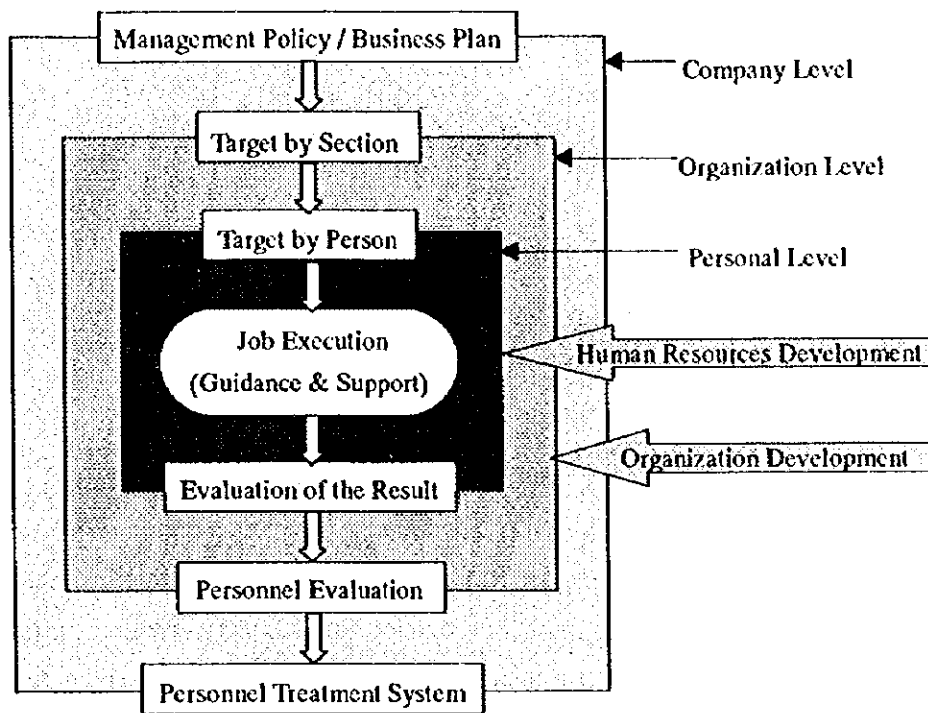 Management Policy / Business Plan
Company Level
Target by Section
Organization Level
Target by Person
Personal Level
Job Execution
(Guidance & Support)
Human Resources Development
Organization Development
Evaluation of the Result
Personnel Evaluation
Personnel Treatment System